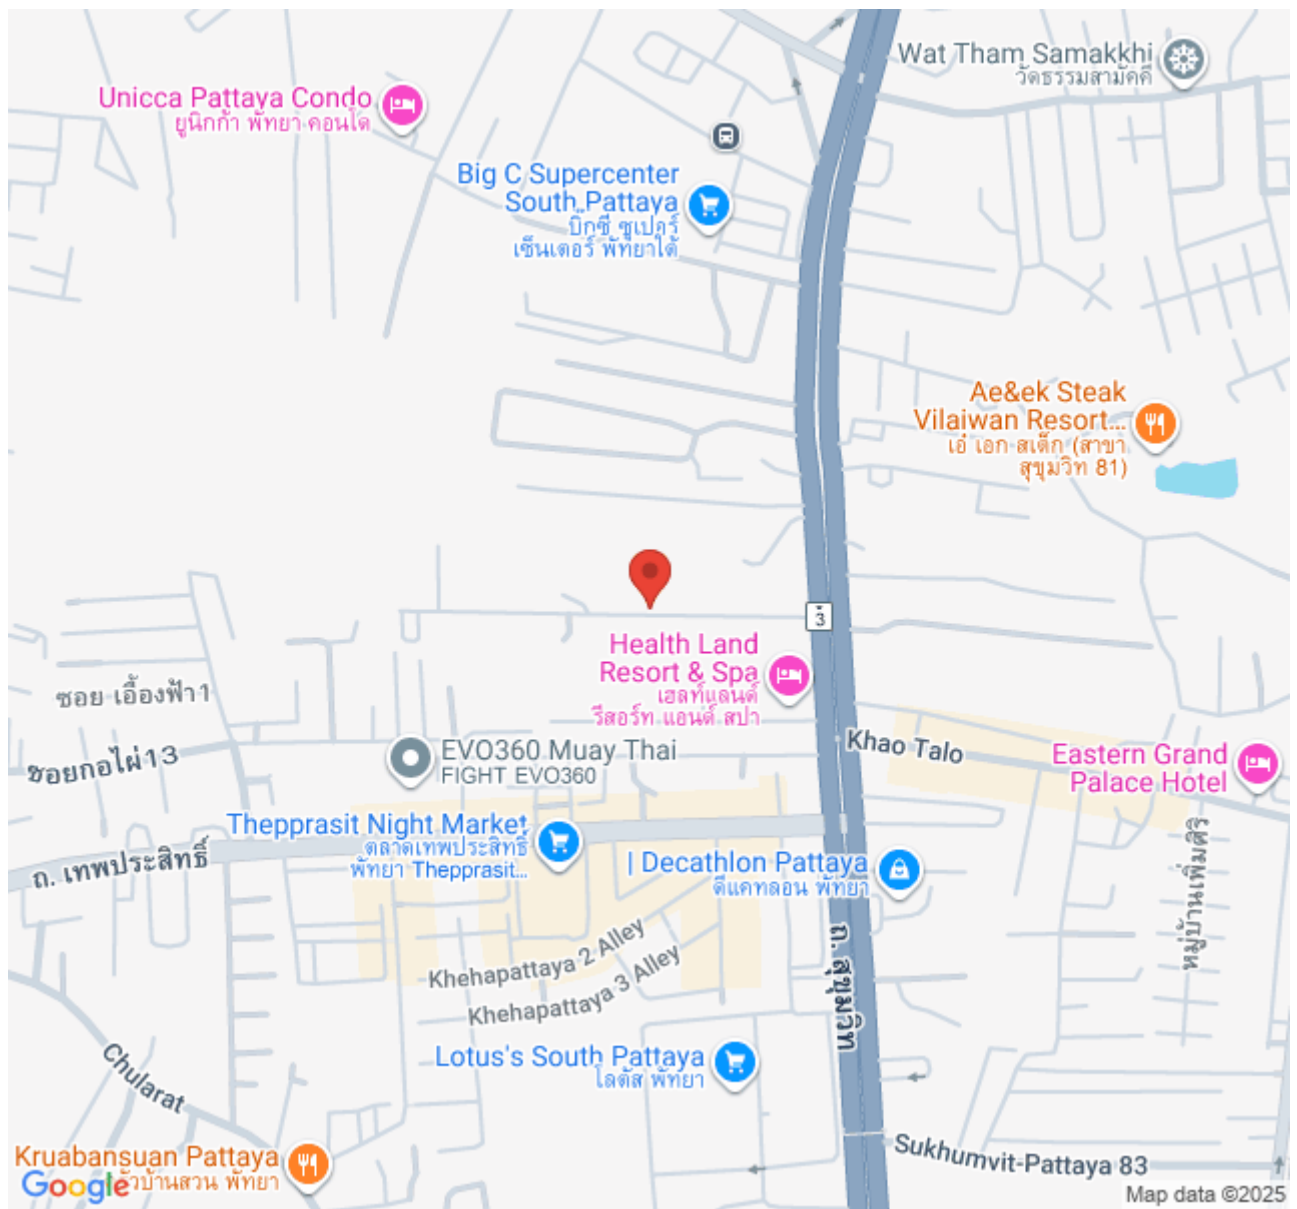 Wat Tham Samakkhi
วัดธรรมสามัคคี
Unicca Pattaya Condo
ยูนิกก้า พัทยา คอนโด
Big C Supercenter
South Pattaya
บิ๊กซี ซูเปอร์
เซ็นเตอร์ พัทยาใต้
Ae&ek Steak
Vilaiwan Resort...
เอ๋ เอก สเต็ก (สาขา
สุขุมวิท 81)
3
Health Land
Resort & Spa
เฮลท์แลนด์
รีสอร์ท แอนด์ สปา
ซอย เอื้องฟ้า 1
ซอยกอไผ่ 13
EVO360 Muay Thai
FIGHT EVO360
Khao Talo
Eastern Grand
Palace Hotel
Thepprasit Night Market
ตลาดเทพประสิทธิ์
พัทยา Thepprasit...
ถ. เทพประสิทธิ์
| Decathlon Pattaya
ดีแคทลอน พัทยา
หมู่บ้านเพิ่มศิริ
Khehapattaya 2 Alley
Khehapattaya 3 Alley
ถ. สุขุมวิท
Lotus's South Pattaya
โลตัส พัทยา
Chularat
Sukhumvit-Pattaya 83
Kruabansuan Pattaya
ครัวบ้านสวน พัทยา
Google
Map data ©2025